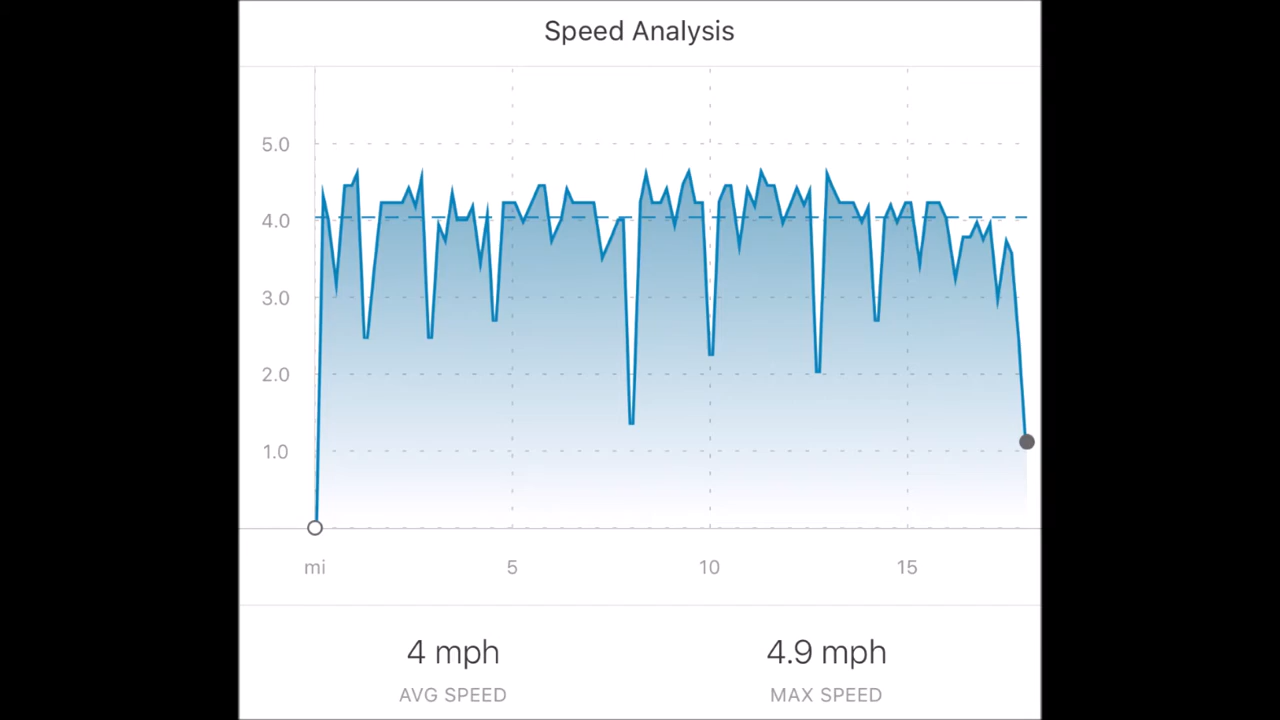 Speed Analysis
5.0
4.0
3.0
2.0
1.0
mi 5 10 15
4 mph 4.9 mph
AVG SPEED MAX SPEED